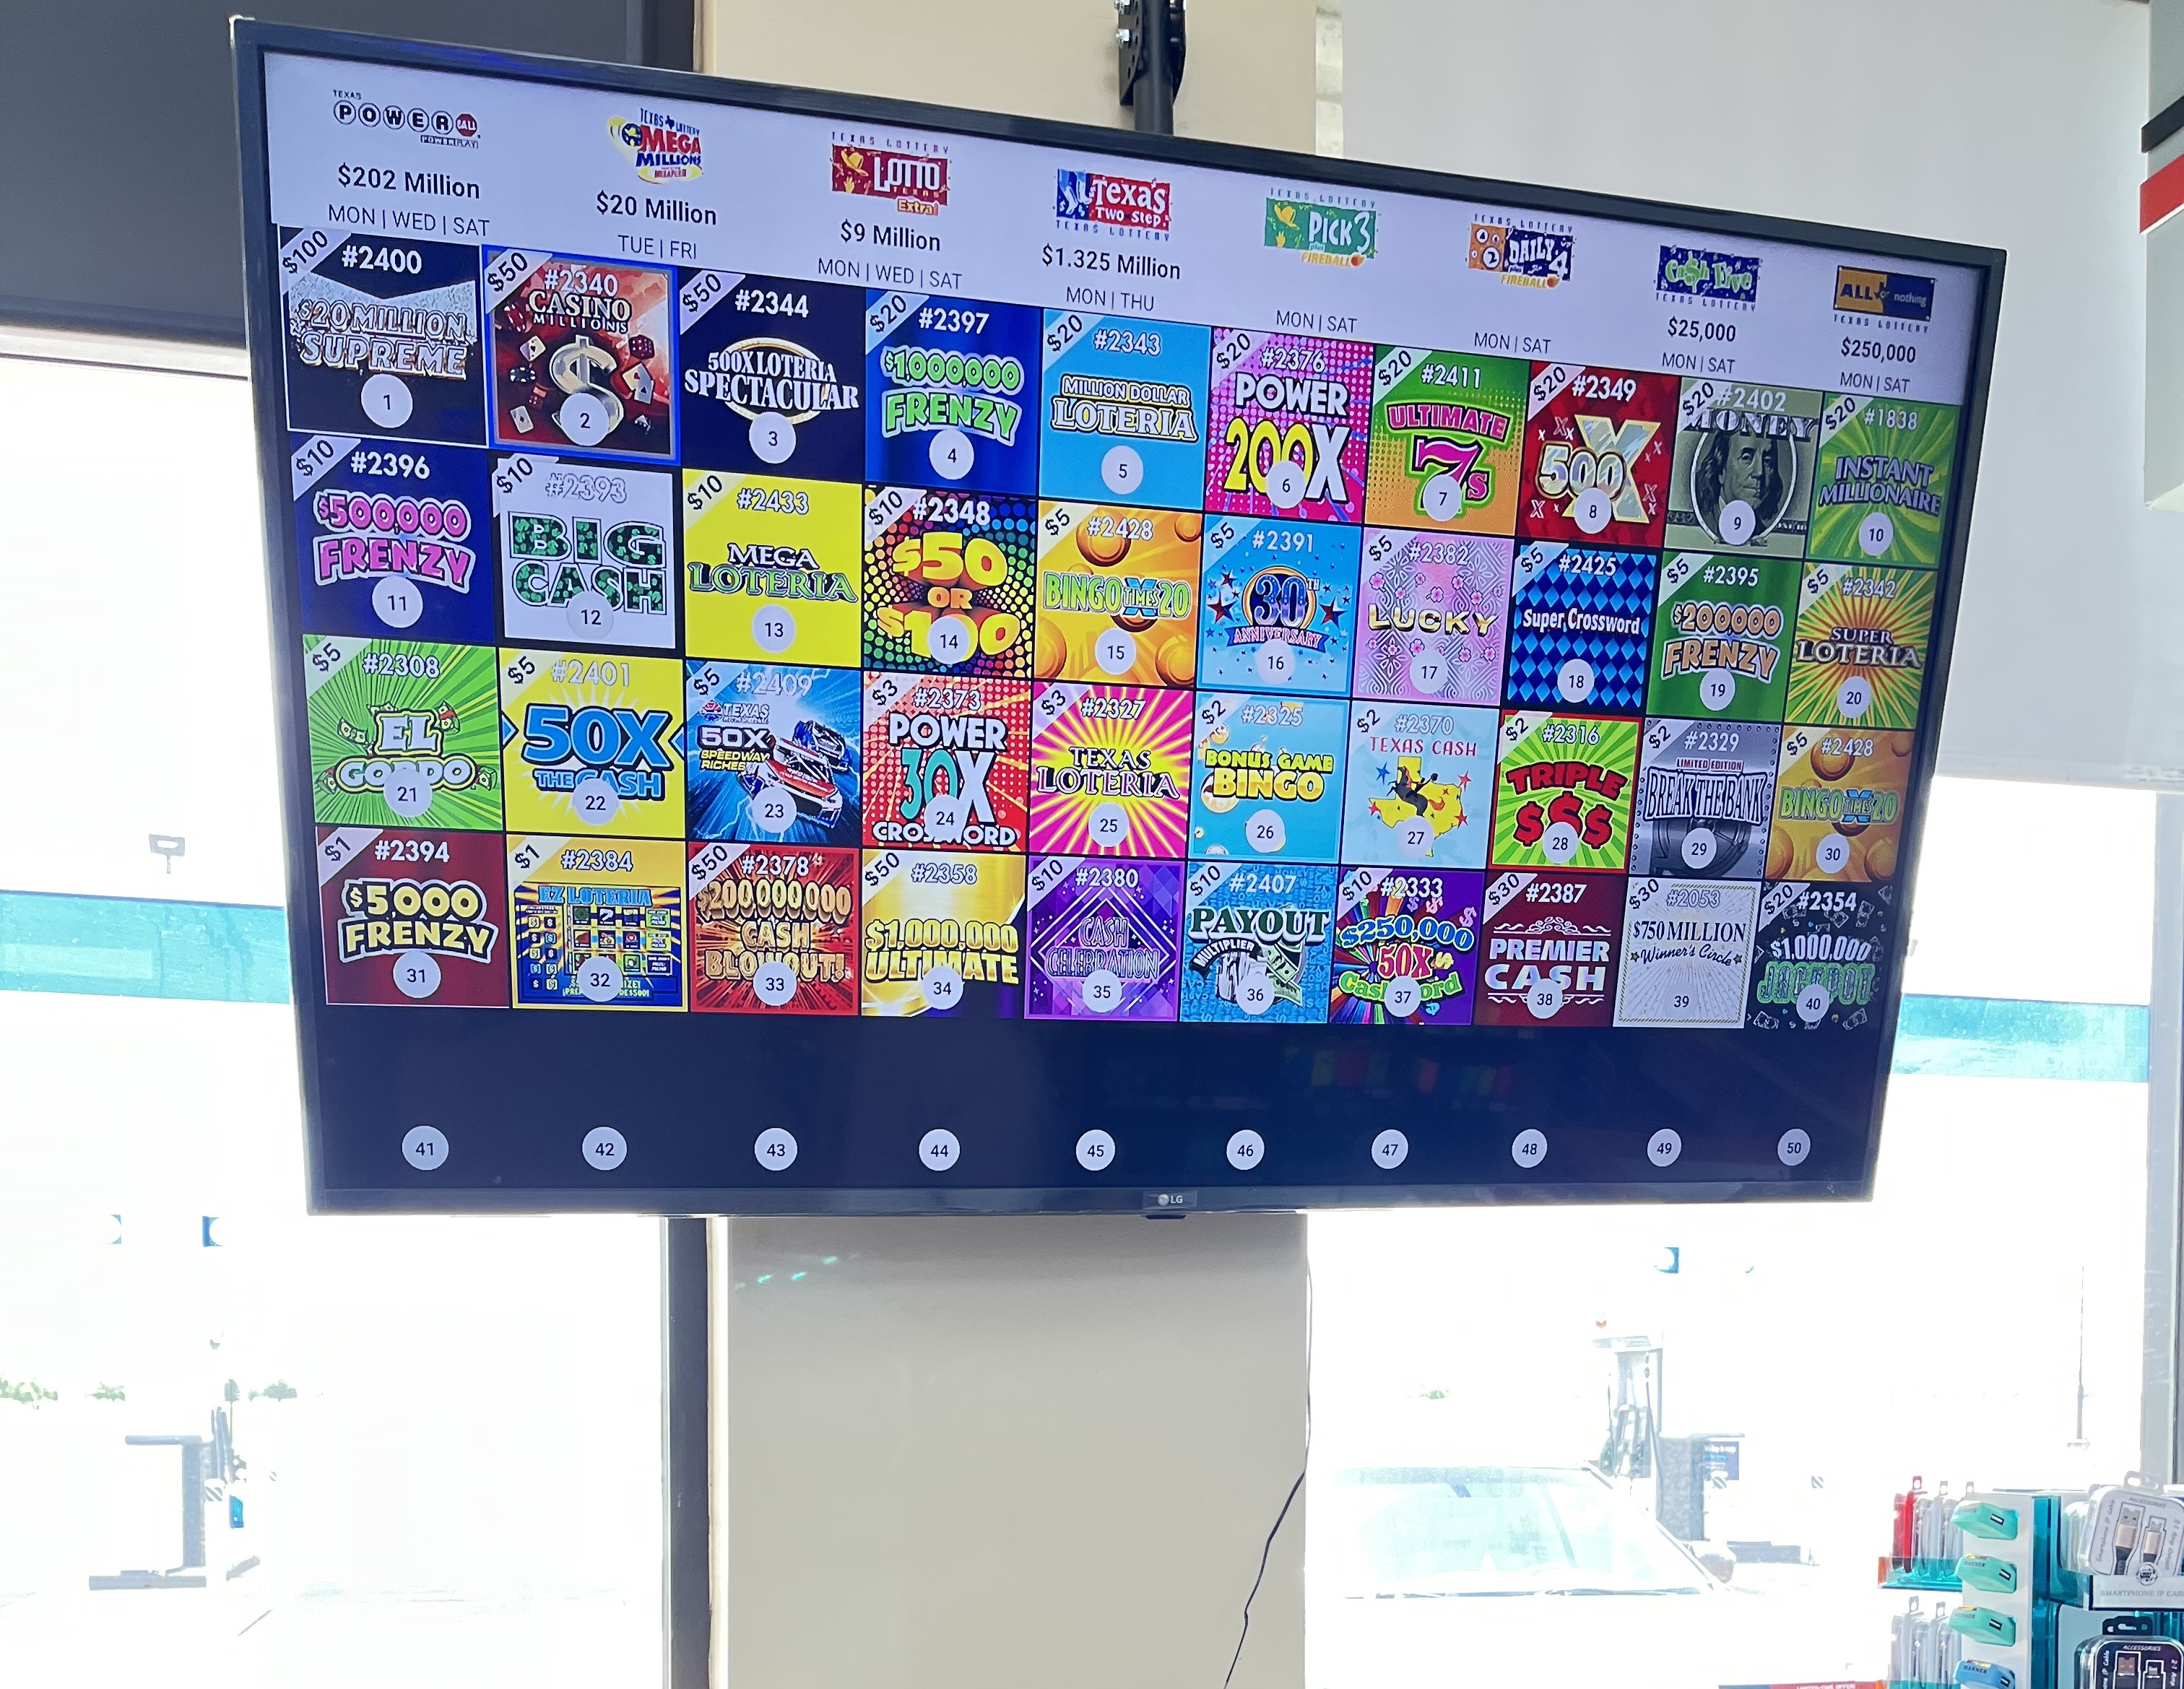 TEXAS
POWERBALL
POWERPLAY
$202 Million
MON | WED | SAT
TEXAS LOTTERY
MEGA
MILLIONS
MEGAPLIER
$20 Million
TUE | FRI
TEXAS LOTTERY
LOTTO
TEXAS
Extra!
$9 Million
MON | WED | SAT
Texas
TWO STEP
TEXAS LOTTERY
$1.325 Million
MON | THU
TEXAS LOTTERY
PICK 3
plus
FIREBALL
MON | SAT
TEXAS LOTTERY
DAILY 4
plus
FIREBALL
MON | SAT
Cash Five
TEXAS LOTTERY
$25,000
MON | SAT
ALL or nothing
TEXAS LOTTERY
$250,000
MON | SAT
$100
#2400
$20 MILLION
SUPREME
1
$50
#2340
CASINO
MILLIONS
2
$50
#2344
500X LOTERIA
SPECTACULAR
3
$20
#2397
$1,000,000
FRENZY
4
$20
#2343
MILLION DOLLAR
LOTERIA
5
$20
#2376
POWER
200X
6
$20
#2411
ULTIMATE
7s
7
$20
#2349
500X
8
$20
#2402
MONEY
9
$20
#1838
INSTANT
MILLIONAIRE
10
$10
#2396
$500,000
FRENZY
11
$10
#2393
BIG
CASH
12
$10
#2433
MEGA
LOTERIA
13
$10
#2348
$50
OR
$100
14
$5
#2428
BINGO TIMES 20
15
$5
#2391
30TH
ANNIVERSARY
16
$5
#2382
LUCKY
17
$5
#2425
Super Crossword
18
$5
#2395
$200,000
FRENZY
19
$5
#2342
SUPER
LOTERIA
20
$5
#2308
EL
GORDO
21
$5
#2401
50X
THE CASH
22
$5
#2409
TEXAS
50X
SPEEDWAY
RICHES
23
$3
#2373
POWER
30X
CROSSWORD
24
$3
#2327
TEXAS
LOTERIA
25
$2
#2325
BONUS GAME
BINGO
26
$2
#2370
TEXAS CASH
27
$2
#2316
TRIPLE
$$$
28
$2
#2329
LIMITED EDITION
BREAK THE BANK
29
$5
#2428
BINGO TIMES 20
30
$1
#2394
$5,000
FRENZY
31
$1
#2384
EZ LOTERIA
32
$50
#2378
$200,000,000
CASH
BLOWOUT!
33
$50
#2358
$1,000,000
ULTIMATE
34
$10
#2380
CASH
CELEBRATION
35
$10
#2407
PAYOUT
MULTIPLIER
36
$10
#2333
$250,000
50X
Cashword
37
$30
#2387
PREMIER
CASH
38
$30
#2053
$750 MILLION
Winner's Circle
39
$20
#2354
$1,000,000
JACKPOT
40
41
42
43
44
45
46
47
48
49
50
LG